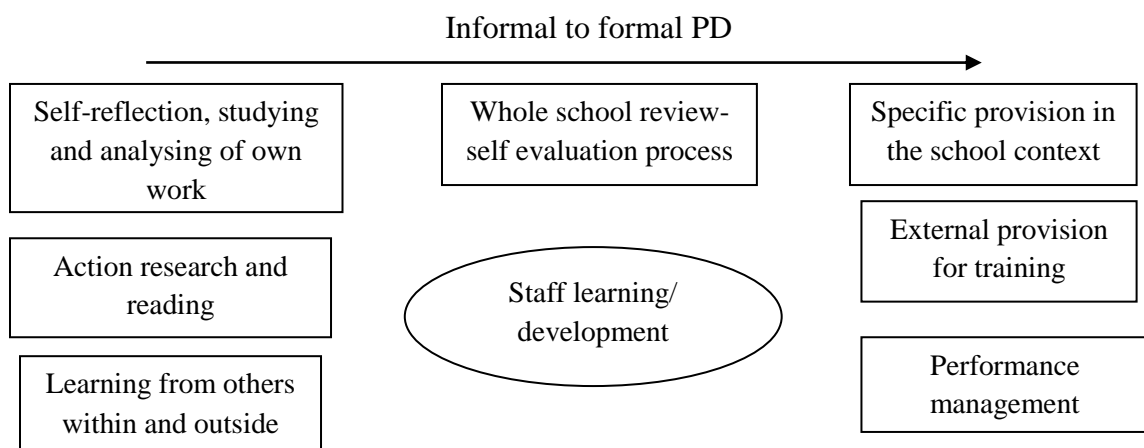 Informal to formal PD
Self-reflection, studying
and analysing of own
work
Action research and
reading
Learning from others
within and outside
Whole school review-
self evaluation process
Staff learning/
development
Specific provision in
the school context
External provision
for training
Performance
management